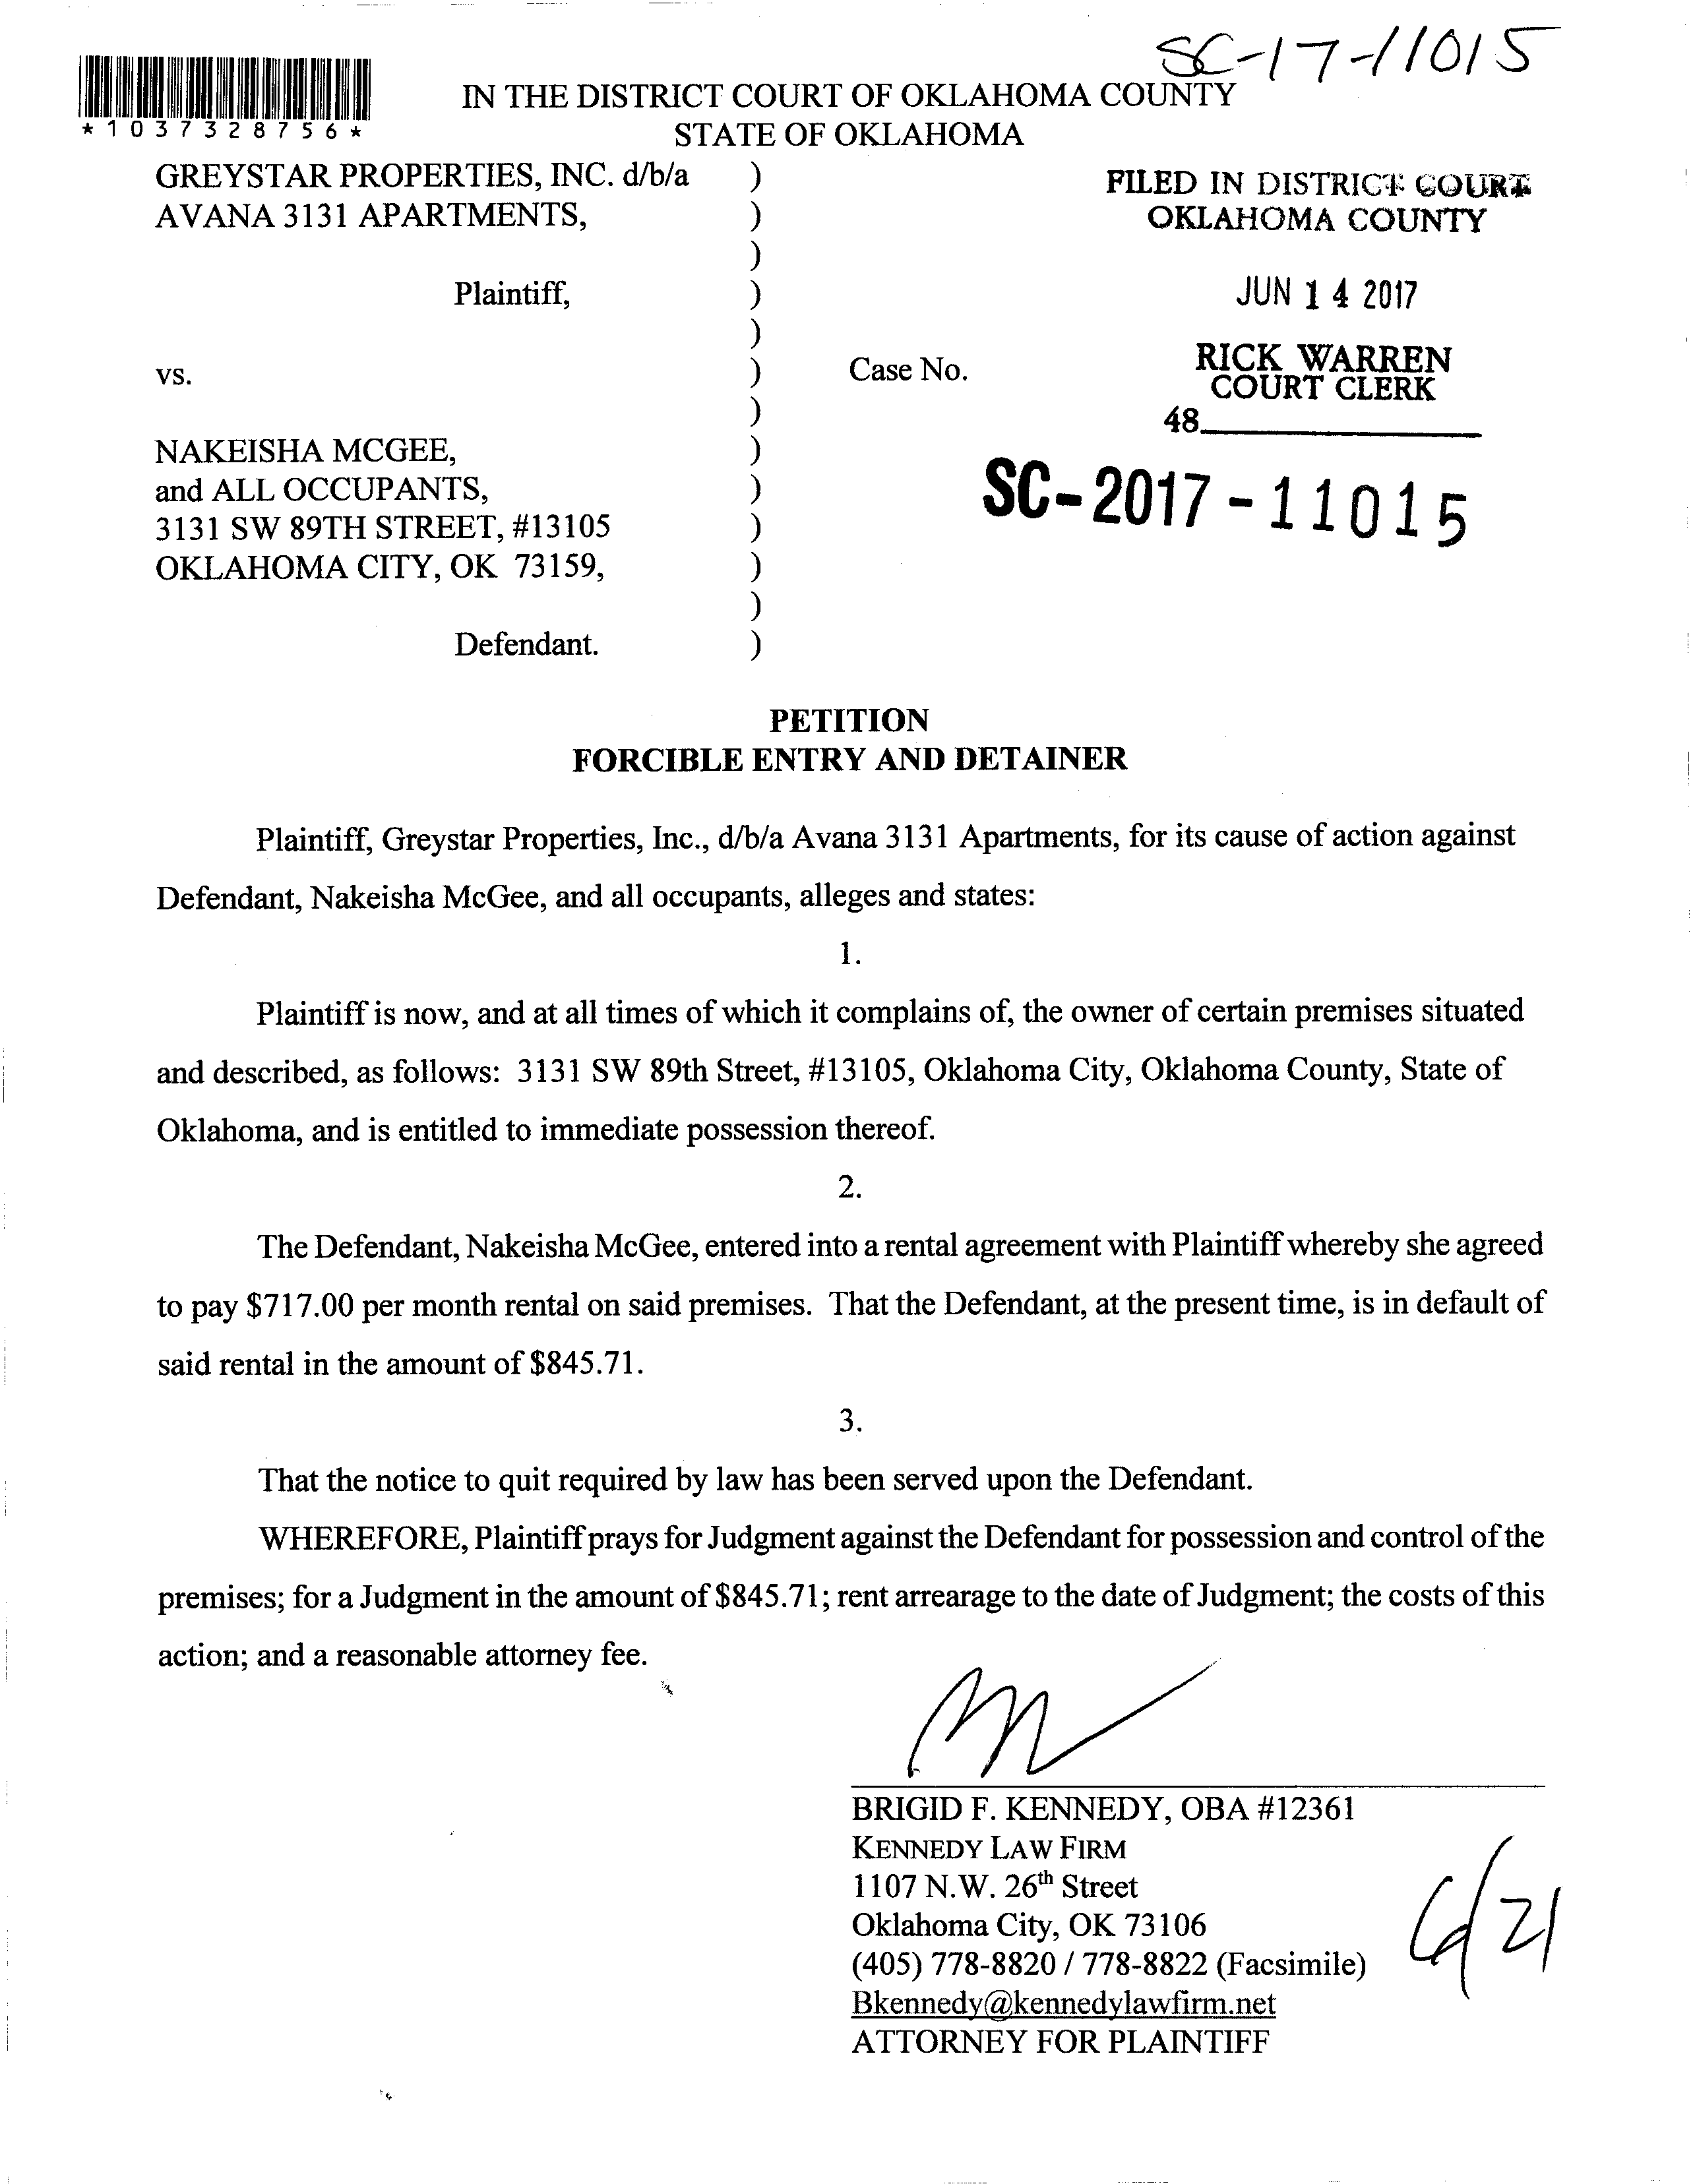 SC-17-11015
*1037328756*
IN THE DISTRICT COURT OF OKLAHOMA COUNTY
STATE OF OKLAHOMA
GREYSTAR PROPERTIES, INC. d/b/a )
AVANA 3131 APARTMENTS, )
)
Plaintiff, )
)
vs. )
)
NAKEISHA MCGEE, )
and ALL OCCUPANTS, )
3131 SW 89TH STREET, #13105 )
OKLAHOMA CITY, OK 73159, )
)
Defendant. )
FILED IN DISTRICT COURT
OKLAHOMA COUNTY
JUN 14 2017
RICK WARREN
COURT CLERK
48
Case No.
SC-2017-11015
PETITION
FORCIBLE ENTRY AND DETAINER
Plaintiff, Greystar Properties, Inc., d/b/a Avana 3131 Apartments, for its cause of action against
Defendant, Nakeisha McGee, and all occupants, alleges and states:
1.
Plaintiff is now, and at all times of which it complains of, the owner of certain premises situated
and described, as follows: 3131 SW 89th Street, #13105, Oklahoma City, Oklahoma County, State of
Oklahoma, and is entitled to immediate possession thereof.
2.
The Defendant, Nakeisha McGee, entered into a rental agreement with Plaintiff whereby she agreed
to pay $717.00 per month rental on said premises. That the Defendant, at the present time, is in default of
said rental in the amount of $845.71.
3.
That the notice to quit required by law has been served upon the Defendant.
WHEREFORE, Plaintiff prays for Judgment against the Defendant for possession and control of the
premises; for a Judgment in the amount of $845.71; rent arrearage to the date of Judgment; the costs of this
action; and a reasonable attorney fee.
BRIGID F. KENNEDY, OBA #12361
KENNEDY LAW FIRM
1107 N.W. 26th Street
Oklahoma City, OK 73106
(405) 778-8820 / 778-8822 (Facsimile)
Bkennedy@kennedylawfirm.net
ATTORNEY FOR PLAINTIFF
6/21